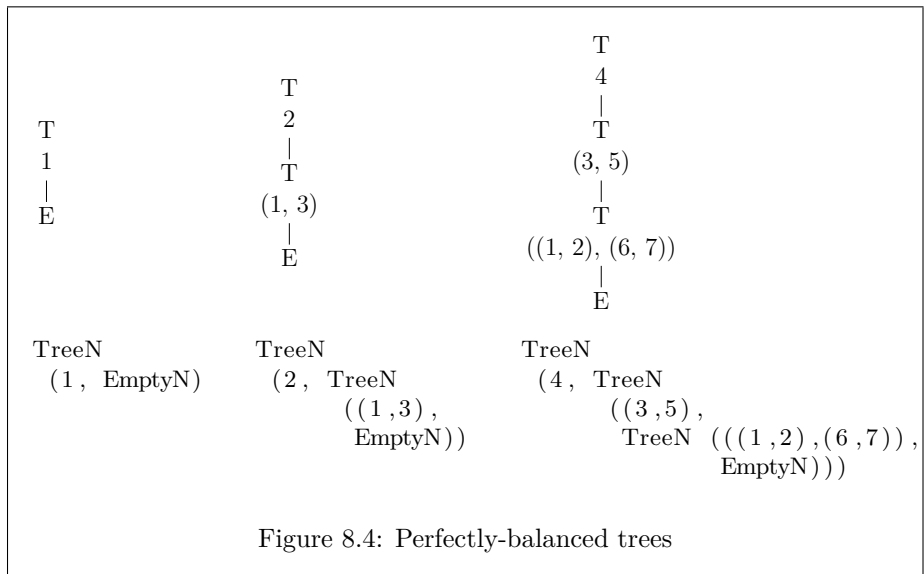 T
1
|
E
T
2
|
T
(1, 3)
|
E
T
4
|
T
(3, 5)
|
T
((1, 2), (6, 7))
|
E
TreeN
(1, EmptyN)
TreeN
(2, TreeN
((1,3),
EmptyN))
TreeN
(4, TreeN
((3,5),
TreeN (((1,2),(6,7)),
EmptyN)))
Figure 8.4: Perfectly-balanced trees